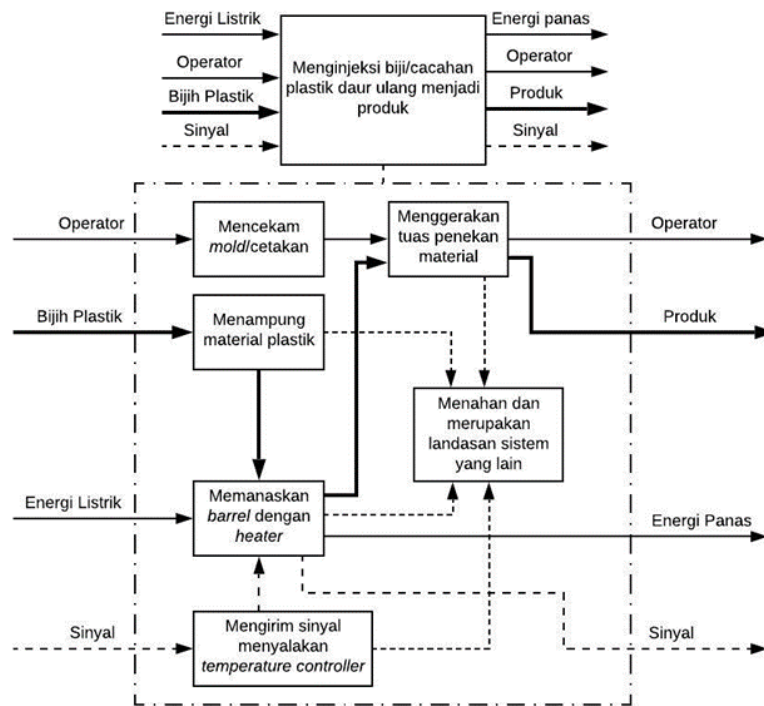 Energi Listrik
Operator
Bijih Plastik
Sinyal
Menginjeksi biji/cacahan
plastik daur ulang menjadi
produk
Energi panas
Operator
Produk
Sinyal
Operator
Mencekam
mold/cetakan
Menggerakan
tuas penekan
material
Operator
Bijih Plastik
Menampung
material plastik
Produk
Menahan dan
merupakan
landasan sistem
yang lain
Energi Listrik
Memanaskan
barrel dengan
heater
Energi Panas
Sinyal
Mengirim sinyal
menyalakan
temperature controller
Sinyal